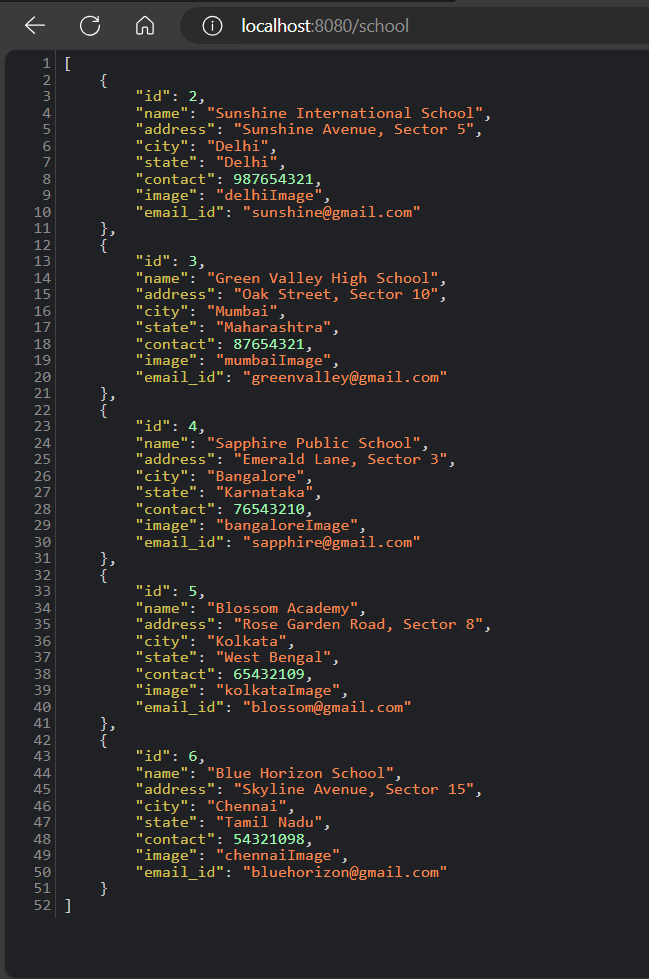 localhost:8080/school
1 [
2     {
3         "id": 2,
4         "name": "Sunshine International School",
5         "address": "Sunshine Avenue, Sector 5",
6         "city": "Delhi",
7         "state": "Delhi",
8         "contact": 987654321,
9         "image": "delhiImage",
10         "email_id": "sunshine@gmail.com"
11     },
12     {
13         "id": 3,
14         "name": "Green Valley High School",
15         "address": "Oak Street, Sector 10",
16         "city": "Mumbai",
17         "state": "Maharashtra",
18         "contact": 87654321,
19         "image": "mumbaiImage",
20         "email_id": "greenvalley@gmail.com"
21     },
22     {
23         "id": 4,
24         "name": "Sapphire Public School",
25         "address": "Emerald Lane, Sector 3",
26         "city": "Bangalore",
27         "state": "Karnataka",
28         "contact": 76543210,
29         "image": "bangaloreImage",
30         "email_id": "sapphire@gmail.com"
31     },
32     {
33         "id": 5,
34         "name": "Blossom Academy",
35         "address": "Rose Garden Road, Sector 8",
36         "city": "Kolkata",
37         "state": "West Bengal",
38         "contact": 65432109,
39         "image": "kolkataImage",
40         "email_id": "blossom@gmail.com"
41     },
42     {
43         "id": 6,
44         "name": "Blue Horizon School",
45         "address": "Skyline Avenue, Sector 15",
46         "city": "Chennai",
47         "state": "Tamil Nadu",
48         "contact": 54321098,
49         "image": "chennaiImage",
50         "email_id": "bluehorizon@gmail.com"
51     }
52 ]